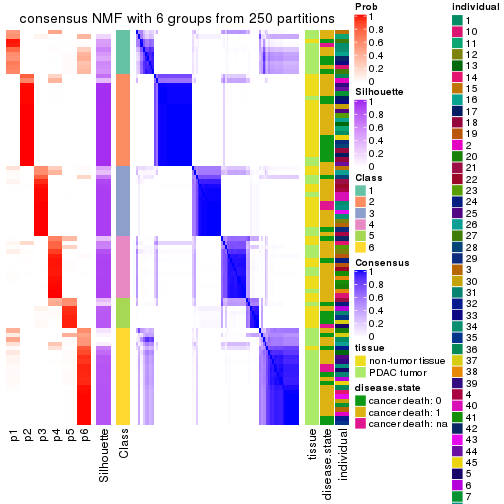 consensus NMF with 6 groups from 250 partitions
p1
p2
p3
p4
p5
p6
Silhouette
Class
tissue
disease.state
individual
Prob
0.8
0.6
0.4
0.2
0
Silhouette
1
0.8
0.6
0.4
0.2
0
Class
1
2
3
4
5
6
Consensus
1
0.8
0.6
0.4
0.2
0
tissue
non-tumor tissue
PDAC tumor
disease.state
cancer death: 0
cancer death: 1
cancer death: na
individual
1
10
11
12
13
14
15
16
17
18
19
2
20
21
22
23
24
25
26
27
28
29
3
30
31
32
33
34
35
36
37
38
39
4
40
42
43
44
45
5
6
7